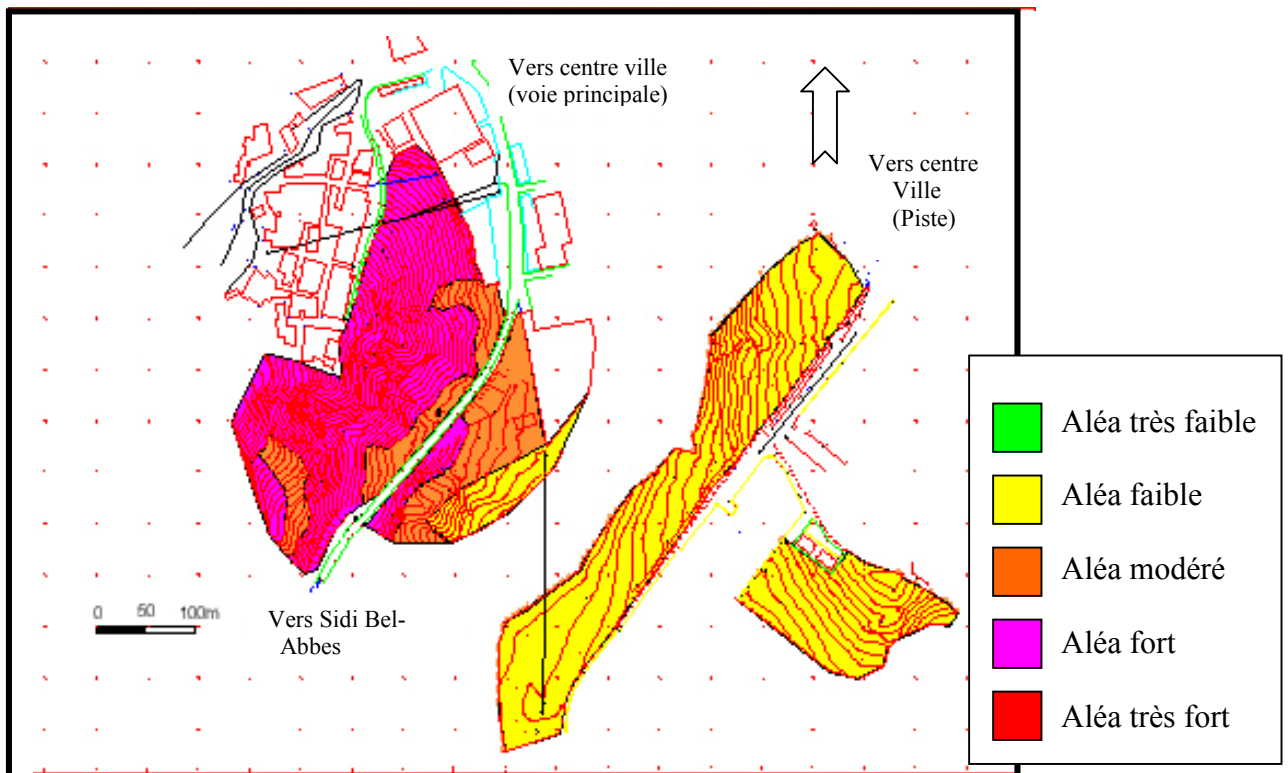 Vers centre ville
(voie principale)
Vers centre
Ville
(Piste)
Aléa très faible
Aléa faible
Aléa modéré
Aléa fort
Aléa très fort
0 50 100m
Vers Sidi Bel-
Abbes